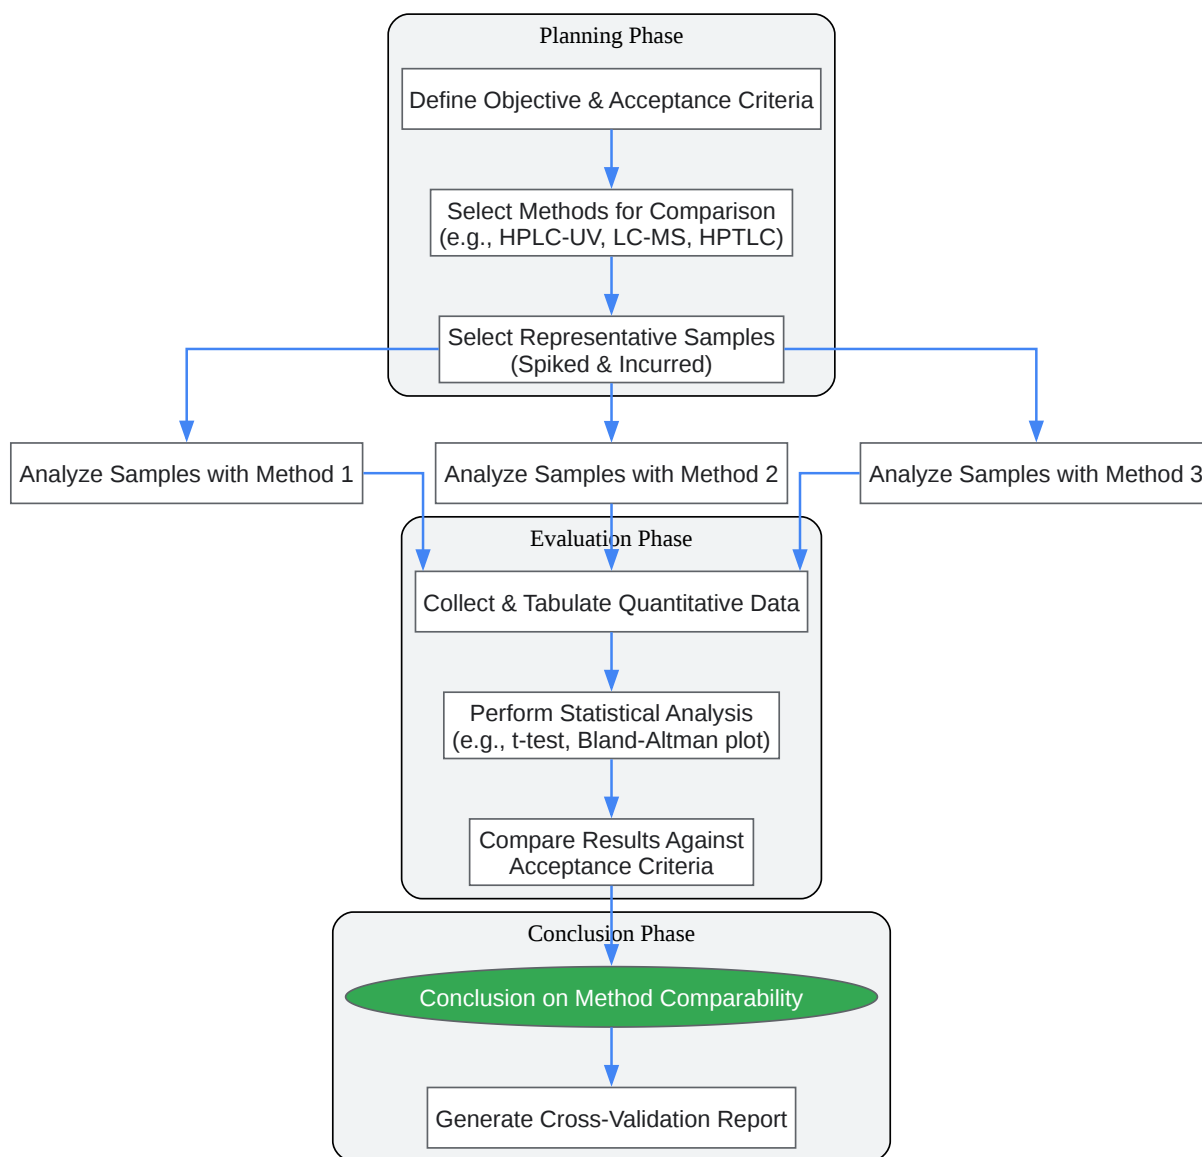 Planning Phase
Define Objective & Acceptance Criteria
Select Methods for Comparison
(e.g., HPLC-UV, LC-MS, HPTLC)
Select Representative Samples
(Spiked & Incurred)
Analyze Samples with Method 1
Analyze Samples with Method 2
Analyze Samples with Method 3
Evaluation Phase
Collect & Tabulate Quantitative Data
Perform Statistical Analysis
(e.g., t-test, Bland-Altman plot)
Compare Results Against
Acceptance Criteria
Conclusion Phase
Conclusion on Method Comparability
Generate Cross-Validation Report